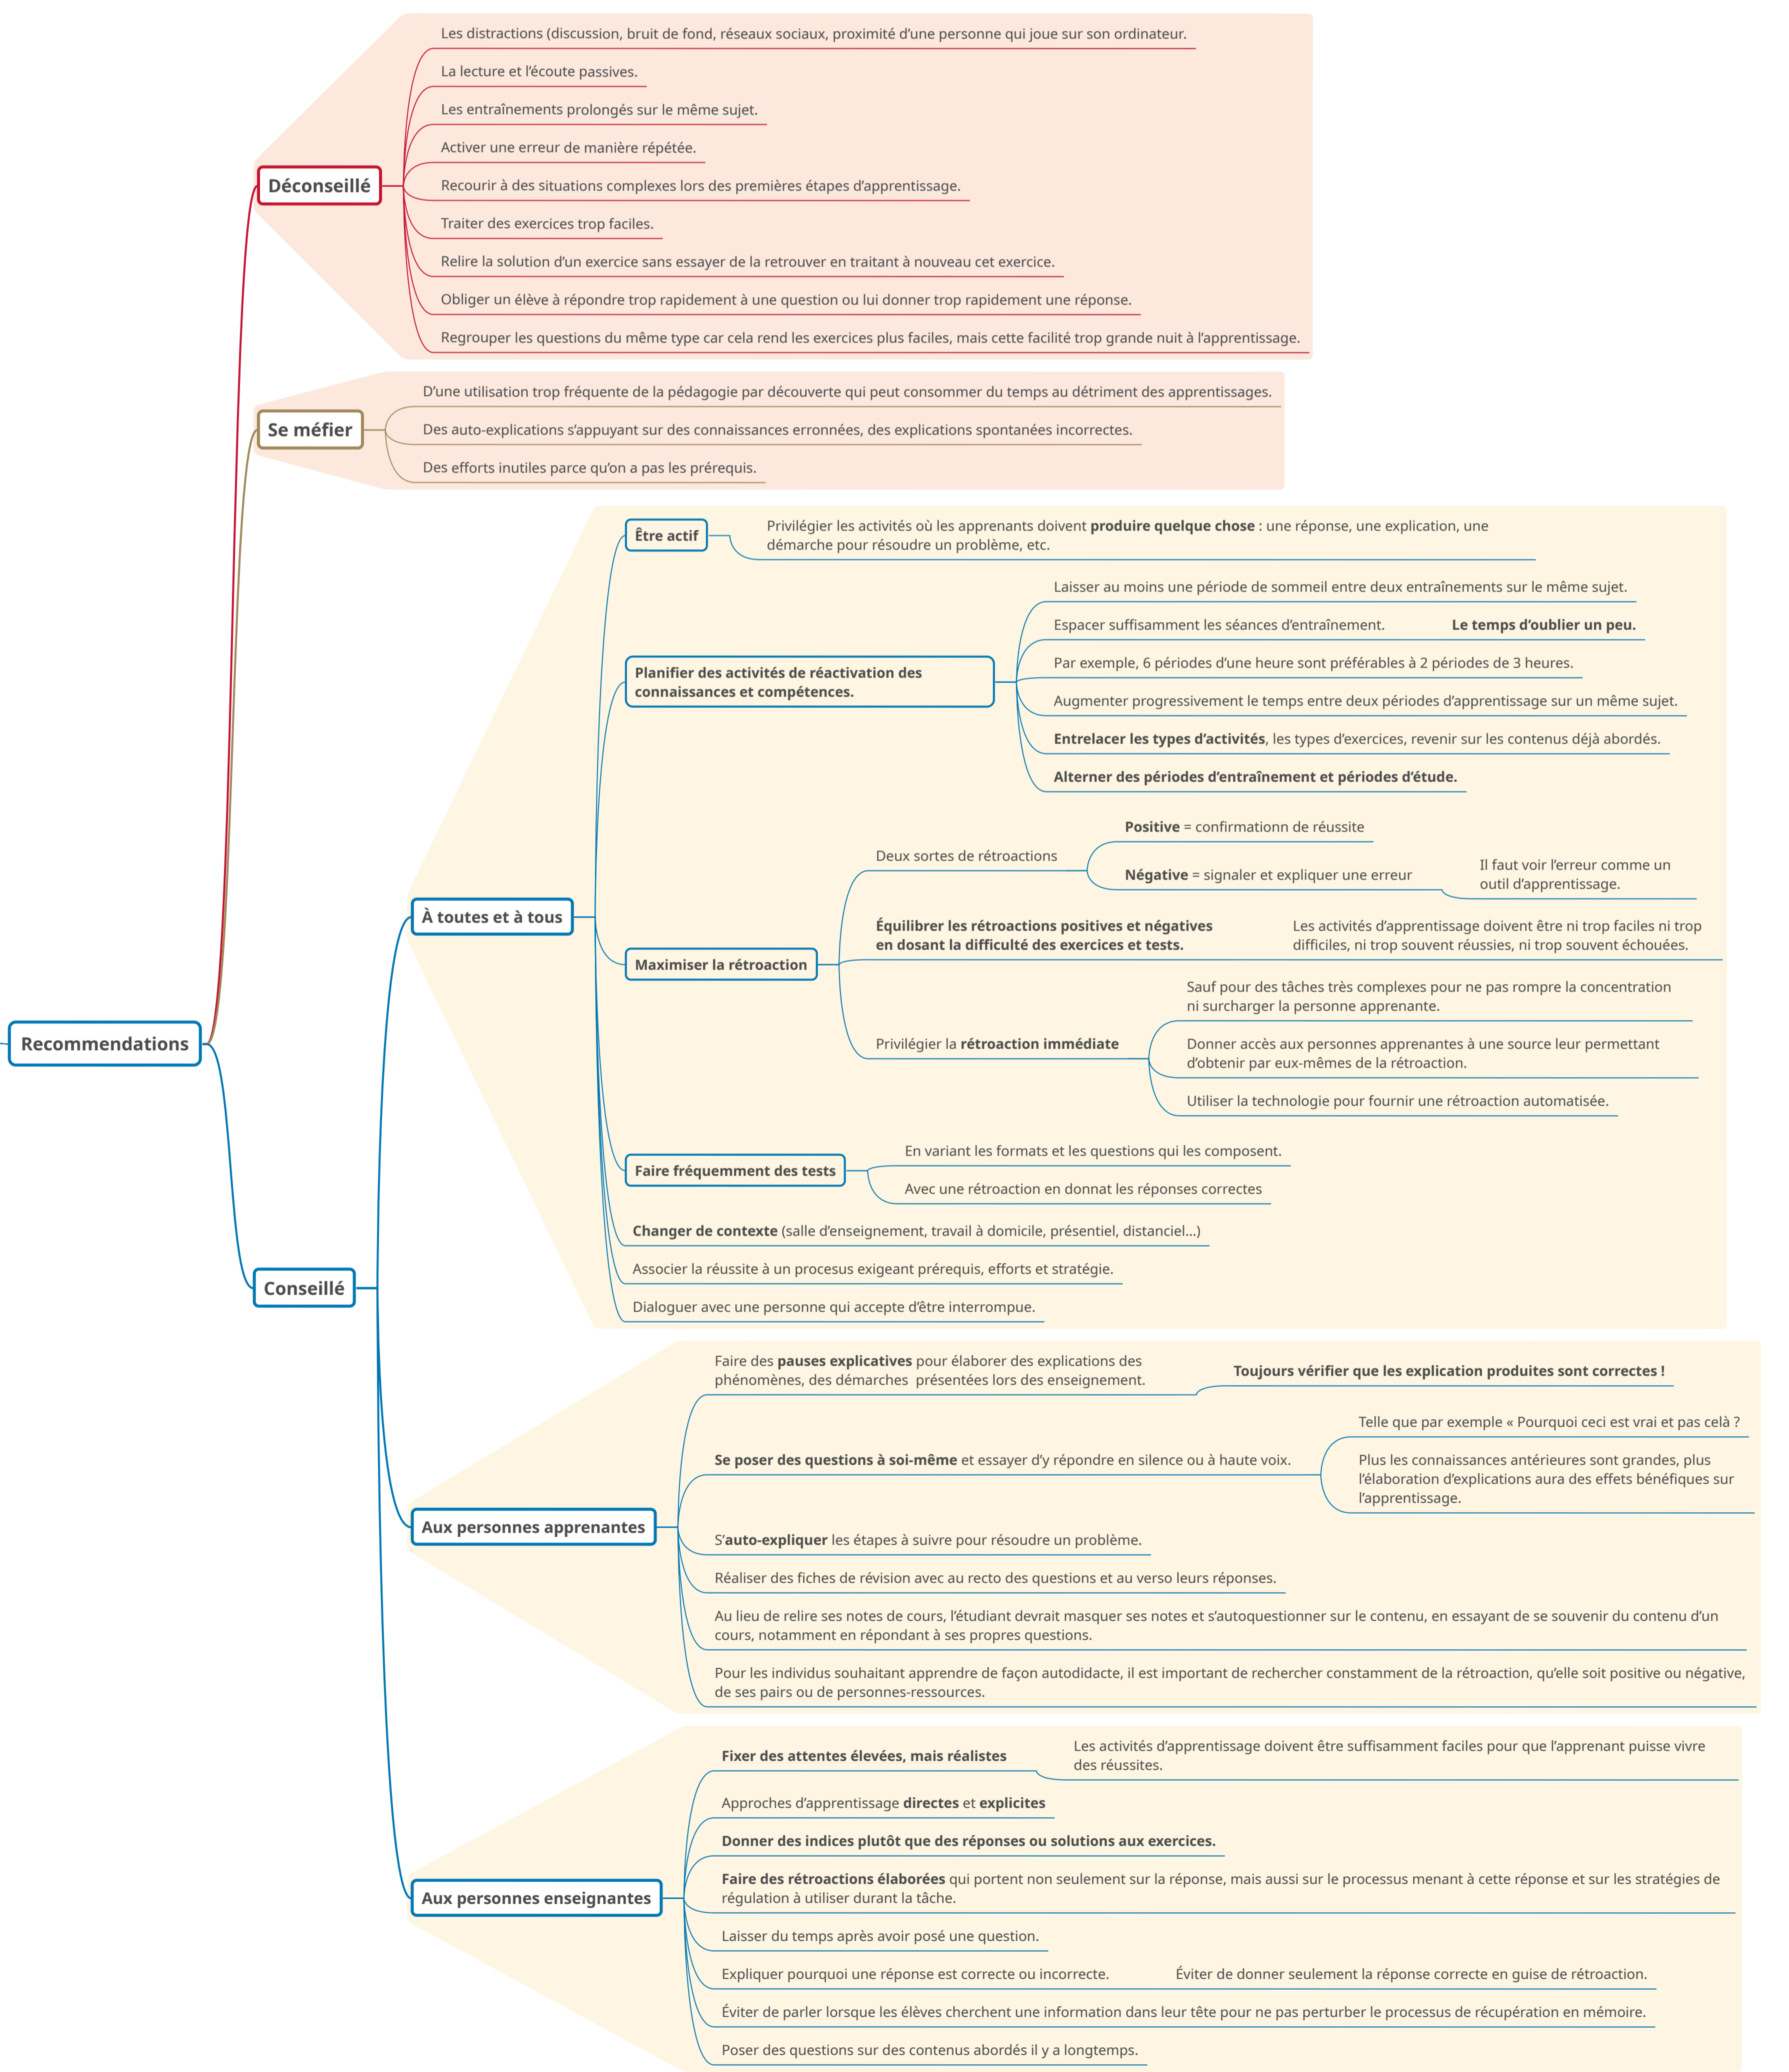 Recommendations
Déconseillé
Les distractions (discussion, bruit de fond, réseaux sociaux, proximité d’une personne qui joue sur son ordinateur.
La lecture et l’écoute passives.
Les entraînements prolongés sur le même sujet.
Activer une erreur de manière répétée.
Recourir à des situations complexes lors des premières étapes d’apprentissage.
Traiter des exercices trop faciles.
Relire la solution d’un exercice sans essayer de la retrouver en traitant à nouveau cet exercice.
Obliger un élève à répondre trop rapidement à une question ou lui donner trop rapidement une réponse.
Regrouper les questions du même type car cela rend les exercices plus faciles, mais cette facilité trop grande nuit à l’apprentissage.
Se méfier
D’une utilisation trop fréquente de la pédagogie par découverte qui peut consommer du temps au détriment des apprentissages.
Des auto-explications s’appuyant sur des connaissances erronnées, des explications spontanées incorrectes.
Des efforts inutiles parce qu’on a pas les prérequis.
Conseillé
À toutes et à tous
Être actif
Privilégier les activités où les apprenants doivent produire quelque chose : une réponse, une explication, une
démarche pour résoudre un problème, etc.
Planifier des activités de réactivation des
connaissances et compétences.
Laisser au moins une période de sommeil entre deux entraînements sur le même sujet.
Espacer suffisamment les séances d’entraînement.
Le temps d’oublier un peu.
Par exemple, 6 périodes d’une heure sont préférables à 2 périodes de 3 heures.
Augmenter progressivement le temps entre deux périodes d’apprentissage sur un même sujet.
Entrelacer les types d’activités, les types d’exercices, revenir sur les contenus déjà abordés.
Alterner des périodes d’entraînement et périodes d’étude.
Maximiser la rétroaction
Deux sortes de rétroactions
Positive = confirmationn de réussite
Négative = signaler et expliquer une erreur
Il faut voir l’erreur comme un
outil d’apprentissage.
Équilibrer les rétroactions positives et négatives
en dosant la difficulté des exercices et tests.
Les activités d’apprentissage doivent être ni trop faciles ni trop
difficiles, ni trop souvent réussies, ni trop souvent échouées.
Privilégier la rétroaction immédiate
Sauf pour des tâches très complexes pour ne pas rompre la concentration
ni surcharger la personne apprenante.
Donner accès aux personnes apprenantes à une source leur permettant
d’obtenir par eux-mêmes de la rétroaction.
Utiliser la technologie pour fournir une rétroaction automatisée.
Faire fréquemment des tests
En variant les formats et les questions qui les composent.
Avec une rétroaction en donnat les réponses correctes
Changer de contexte (salle d’enseignement, travail à domicile, présentiel, distanciel…)
Associer la réussite à un procesus exigeant prérequis, efforts et stratégie.
Dialoguer avec une personne qui accepte d’être interrompue.
Aux personnes apprenantes
Faire des pauses explicatives pour élaborer des explications des
phénomènes, des démarches  présentées lors des enseignement.
Toujours vérifier que les explication produites sont correctes !
Se poser des questions à soi-même et essayer d’y répondre en silence ou à haute voix.
Telle que par exemple « Pourquoi ceci est vrai et pas celà ?
Plus les connaissances antérieures sont grandes, plus
l’élaboration d’explications aura des effets bénéfiques sur
l’apprentissage.
S’auto-expliquer les étapes à suivre pour résoudre un problème.
Réaliser des fiches de révision avec au recto des questions et au verso leurs réponses.
Au lieu de relire ses notes de cours, l’étudiant devrait masquer ses notes et s’autoquestionner sur le contenu, en essayant de se souvenir du contenu d’un
cours, notamment en répondant à ses propres questions.
Pour les individus souhaitant apprendre de façon autodidacte, il est important de rechercher constamment de la rétroaction, qu’elle soit positive ou négative,
de ses pairs ou de personnes-ressources.
Aux personnes enseignantes
Fixer des attentes élevées, mais réalistes
Les activités d’apprentissage doivent être suffisamment faciles pour que l’apprenant puisse vivre
des réussites.
Approches d’apprentissage directes et explicites
Donner des indices plutôt que des réponses ou solutions aux exercices.
Faire des rétroactions élaborées qui portent non seulement sur la réponse, mais aussi sur le processus menant à cette réponse et sur les stratégies de
régulation à utiliser durant la tâche.
Laisser du temps après avoir posé une question.
Expliquer pourquoi une réponse est correcte ou incorrecte.
Éviter de donner seulement la réponse correcte en guise de rétroaction.
Éviter de parler lorsque les élèves cherchent une information dans leur tête pour ne pas perturber le processus de récupération en mémoire.
Poser des questions sur des contenus abordés il y a longtemps.